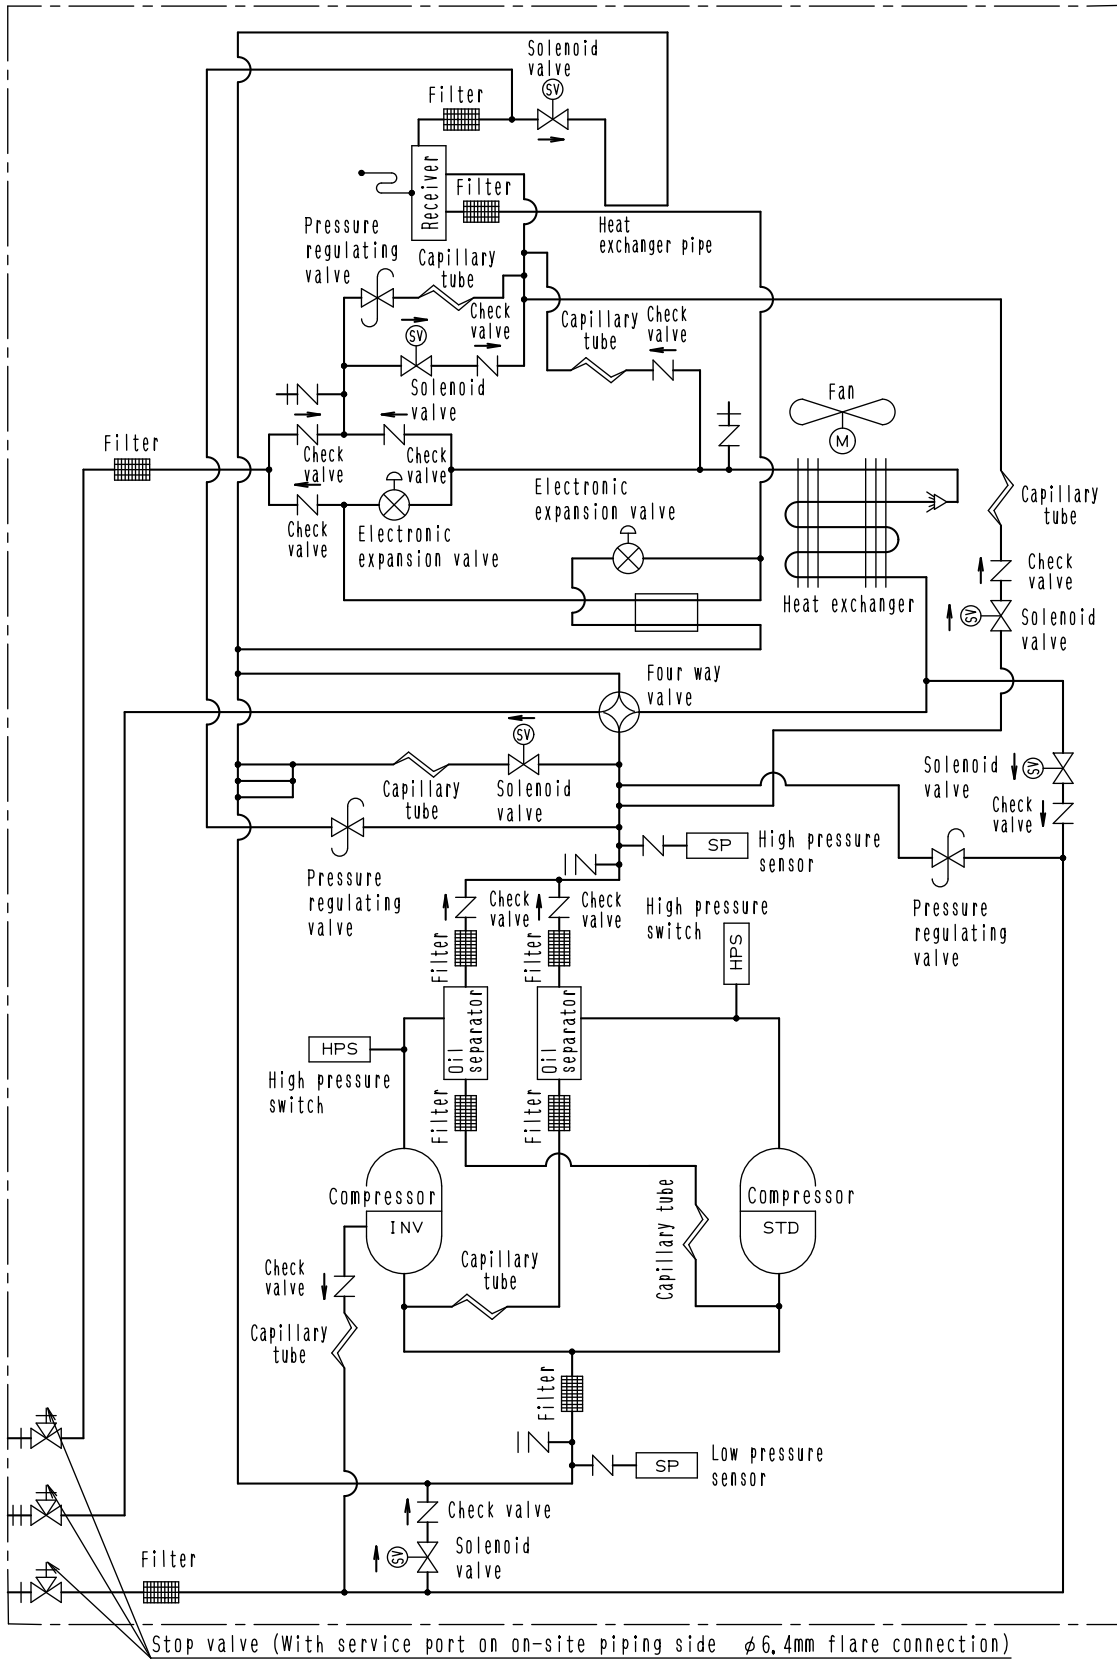 Solenoid
valve
SV
Filter
Receiver
Filter
Heat
exchanger pipe
Pressure
regulating
valve
Capillary
tube
Check
valve
SV
Solenoid
valve
Capillary
tube
Check
valve
Fan
M
Filter
Check
valve
Check
valve
Check
valve
Electronic
expansion valve
Electronic
expansion valve
Heat exchanger
Capillary
tube
Check
valve
SV
Solenoid
valve
Four way
valve
SV
Capillary
tube
Solenoid
valve
Solenoid
valve
SV
Check
valve
SP
High pressure
sensor
Pressure
regulating
valve
Check
valve
Check
valve
High pressure
switch
HPS
Pressure
regulating
valve
Filter
Filter
Oil
separator
Oil
separator
HPS
High pressure
switch
Filter
Filter
Compressor
INV
Compressor
STD
Capillary tube
Check
valve
Capillary
tube
Capillary
tube
Filter
SP
Low pressure
sensor
Check valve
SV
Solenoid
valve
Filter
Stop valve (With service port on on-site piping side ϕ6.4mm flare connection)